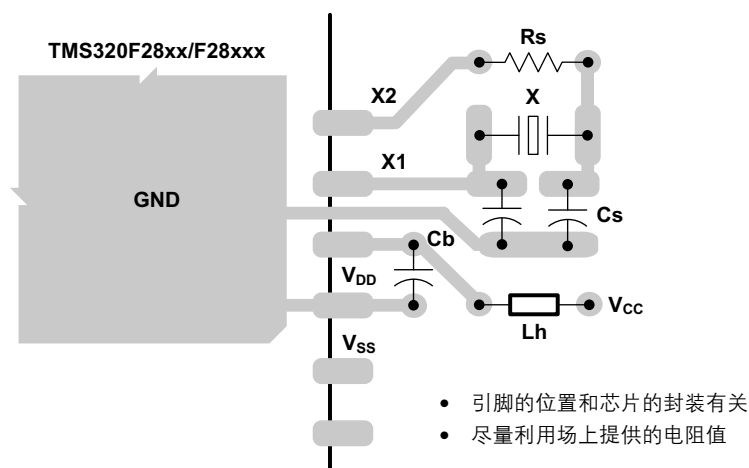 TMS320F28xx/F28xxx
Rs
X2
X
X1
GND
Cs
Cb
VDD
VCC
Lh
VSS
• 引脚的位置和芯片的封装有关
• 尽量利用场上提供的电阻值